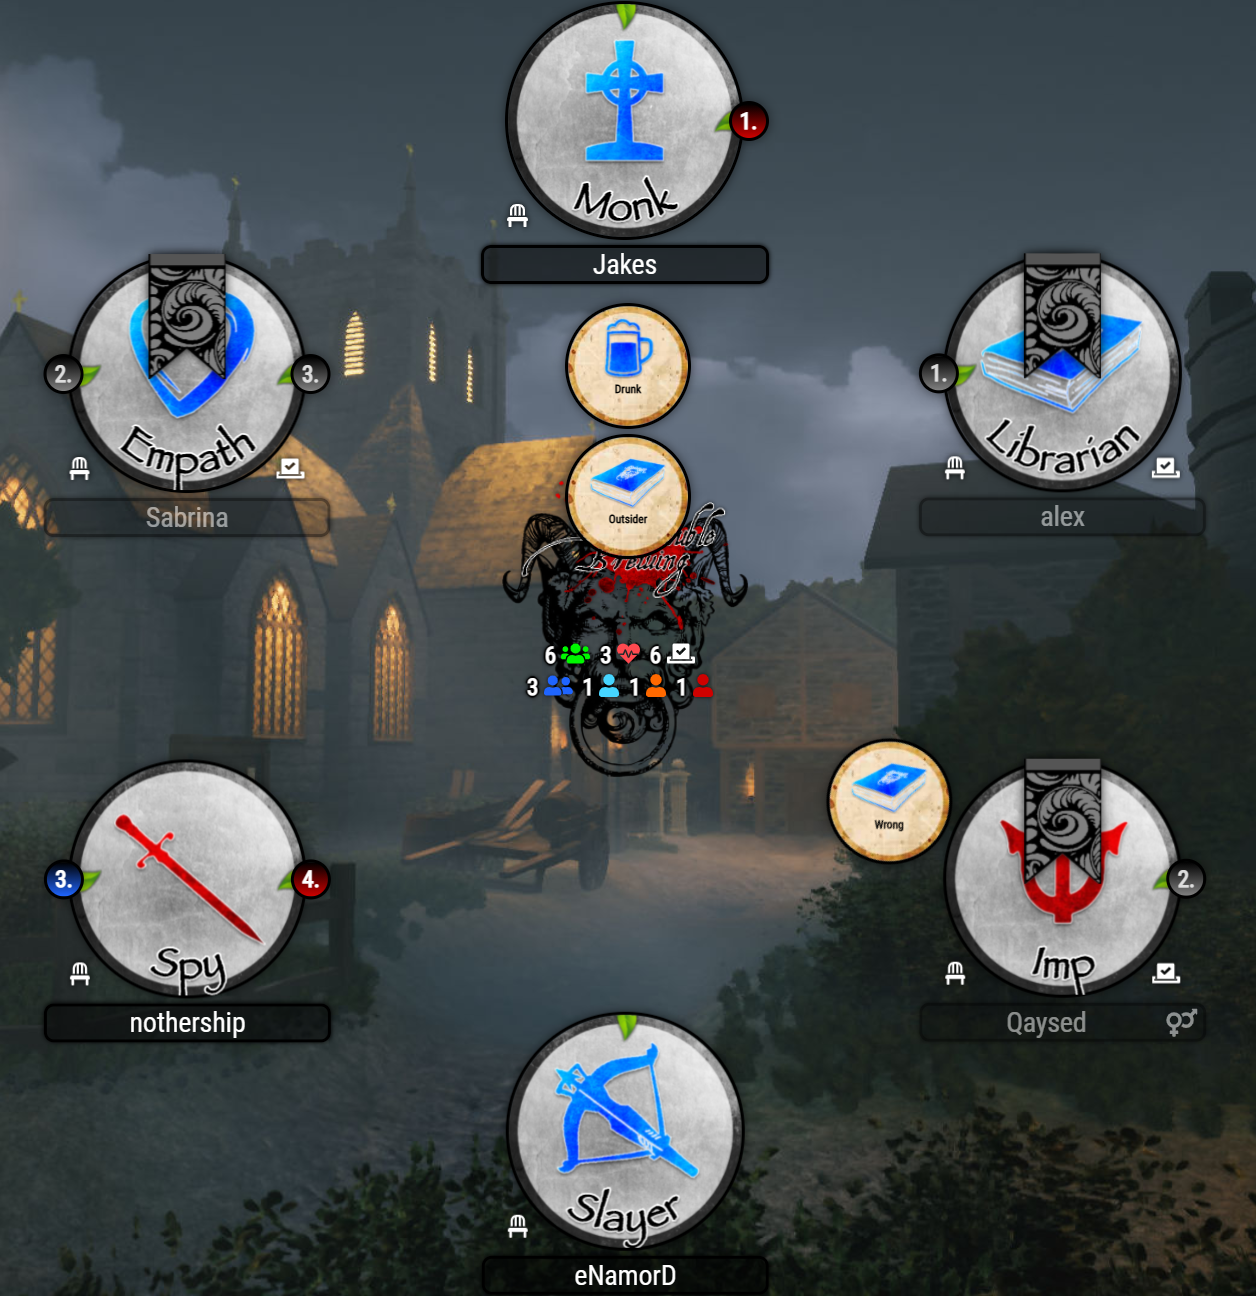 1.
Monk
Jakes
2.
3.
Empath
Sabrina
Drunk
Outsider
1.
Librarian
alex
6 3 6
3 1 1 1
3.
4.
Spy
nothership
Wrong
2.
Imp
Qaysed
Slayer
eNamorD